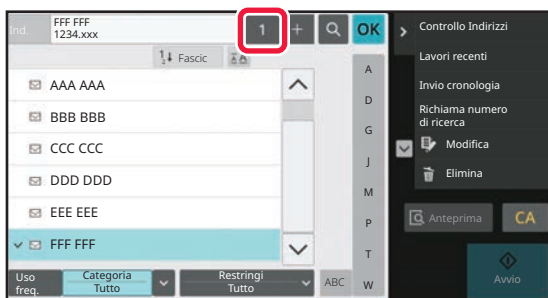 Ind.
FFF FFF
1234.xxx
1
+
OK
Fascic
AAA AAA
BBB BBB
CCC CCC
DDD DDD
EEE EEE
FFF FFF
A
D
G
J
M
P
T
W
Uso
freq.
Categoria
Tutto
Restringi
Tutto
ABC
Controllo Indirizzi
Lavori recenti
Invio cronologia
Richiama numero
di ricerca
Modifica
Elimina
Anteprima
CA
Avvio